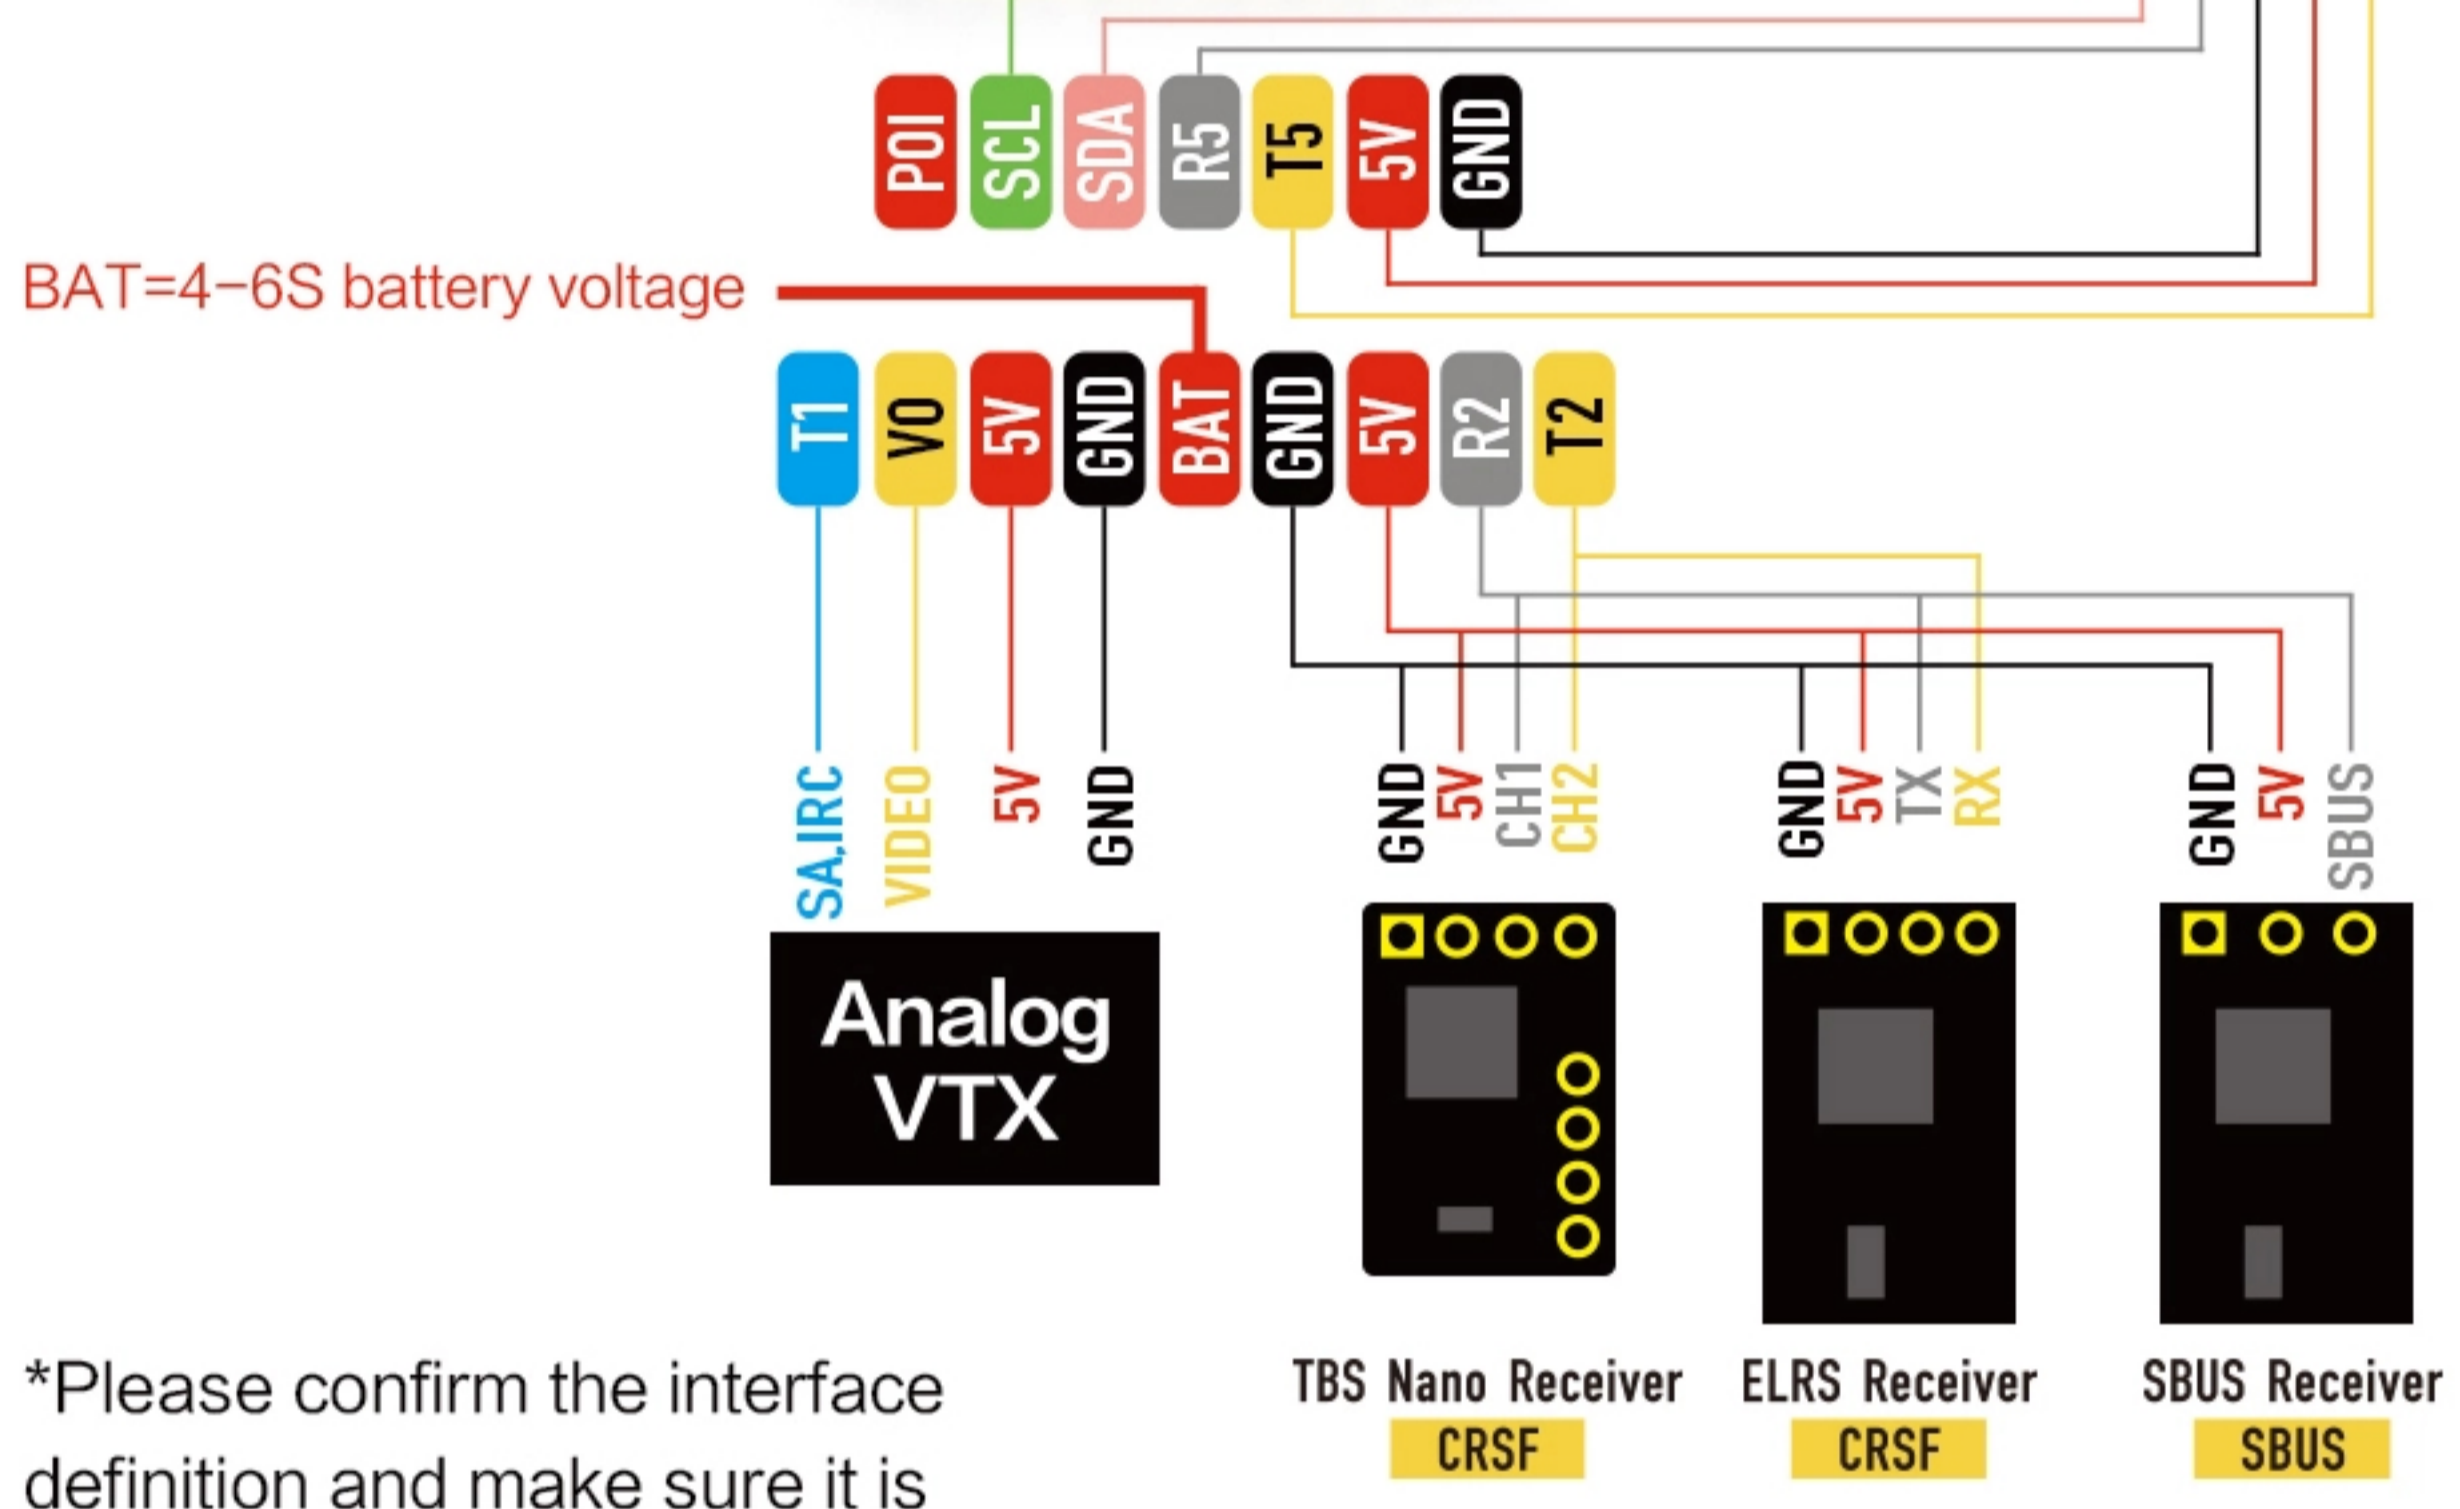 POI SCL SDA R5 T5 5V GND
BAT=4-6S battery voltage
T1 VO 5V GND BAT GND 5V R2 T2
SA,IRC VIDEO 5V GND GND 5V CH1 CH2 GND 5V TX RX GND 5V SBUS
Analog
VTX
TBS Nano Receiver ELRS Receiver SBUS Receiver
CRSF CRSF SBUS
*Please confirm the interface
definition and make sure it is